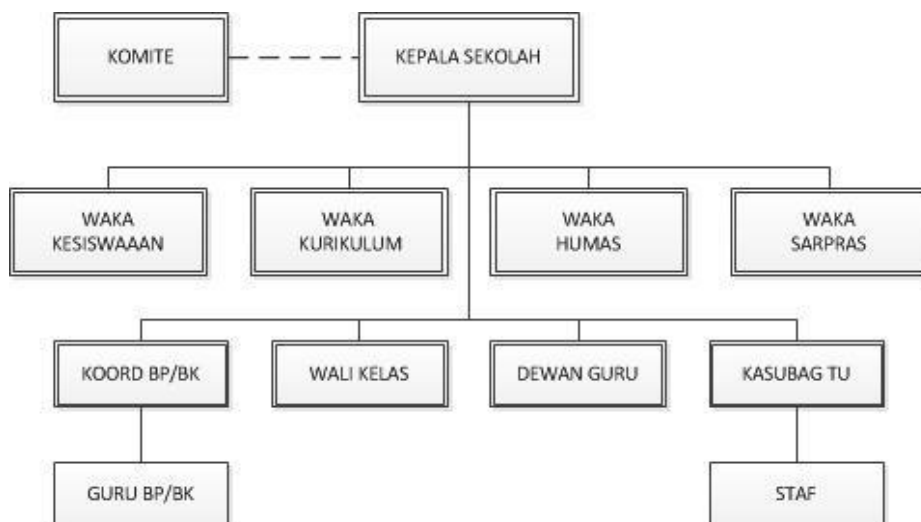 KOMITE
KEPALA SEKOLAH
WAKA
KESISWAAAN
WAKA
KURIKULUM
WAKA
HUMAS
WAKA
SARPRAS
KOORD BP/BK
WALI KELAS
DEWAN GURU
KASUBAG TU
GURU BP/BK
STAF